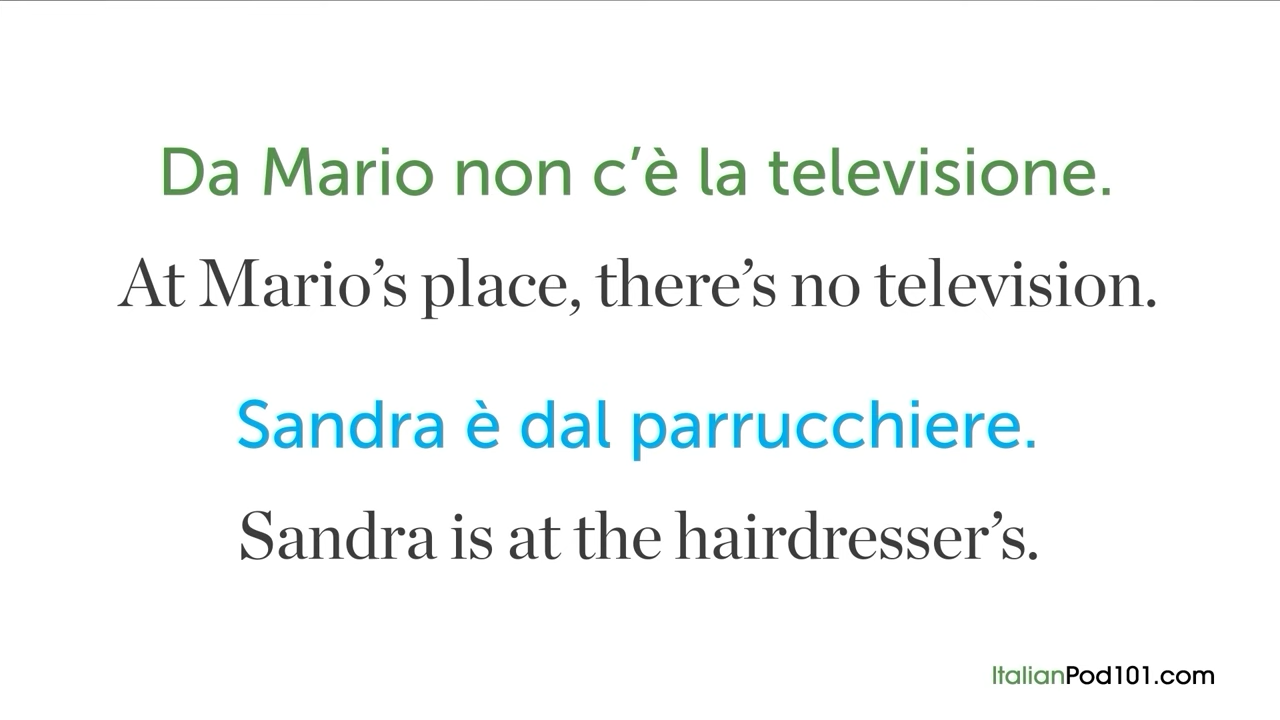 Da Mario non c’è la televisione.
At Mario’s place, there’s no television.
Sandra è dal parrucchiere.
Sandra is at the hairdresser’s.
ItalianPod101.com